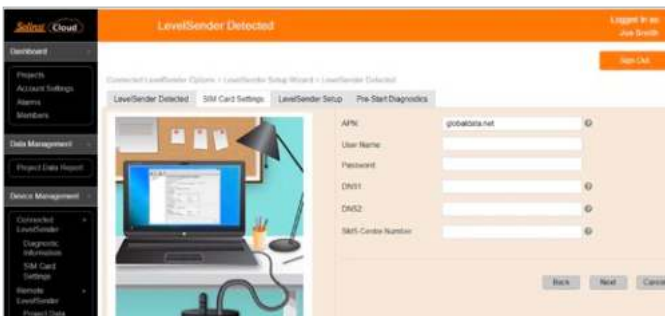 Solinst Cloud
LevelSender Detected
Logged in as:
Joe Smith
Sign Out
Dashboard
Projects
Account Settings
Alarms
Members
Data Management
Project Data Report
Device Management
Connected LevelSender
Diagnostic Information
SIM Card Settings
Remote LevelSender
Project Data
Connected LevelSender Options > LevelSender Setup Wizard > LevelSender Detected
LevelSender Detected SIM Card Settings LevelSender Setup Pre-Start Diagnostics
APN: globaldata.net
User Name
Password
DNS1
DNS2
SMS Centre Number
Back Next Cancel